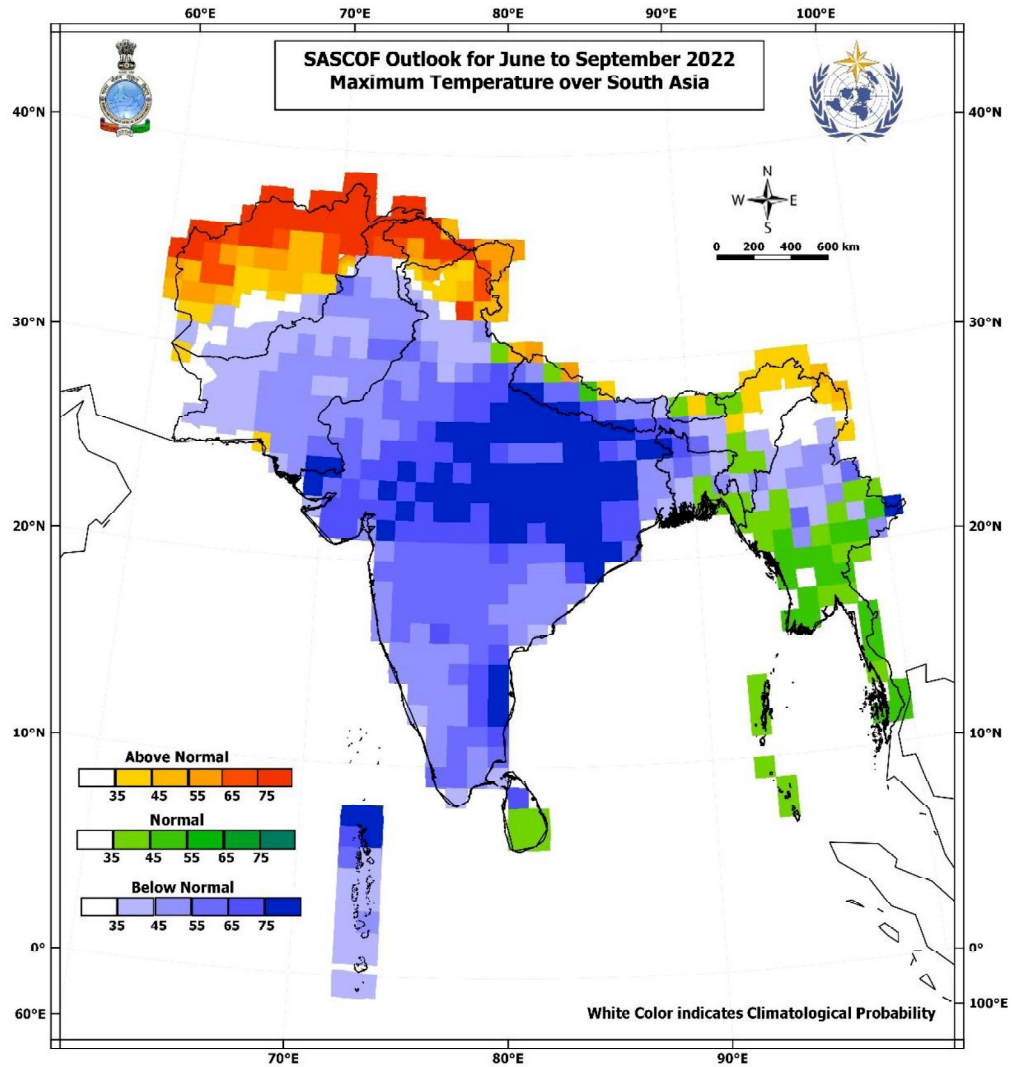 60°E 70°E 80°E 90°E 100°E
SASCOF Outlook for June to September 2022
Maximum Temperature over South Asia
40°N 40°N
N
W E
S
0 200 400 600 km
30°N 30°N
20°N 20°N
10°N 10°N
Above Normal
35 45 55 65 75
Normal
35 45 55 65 75
Below Normal
35 45 55 65 75
0° 0°
60°E 100°E
White Color indicates Climatological Probability
70°E 80°E 90°E